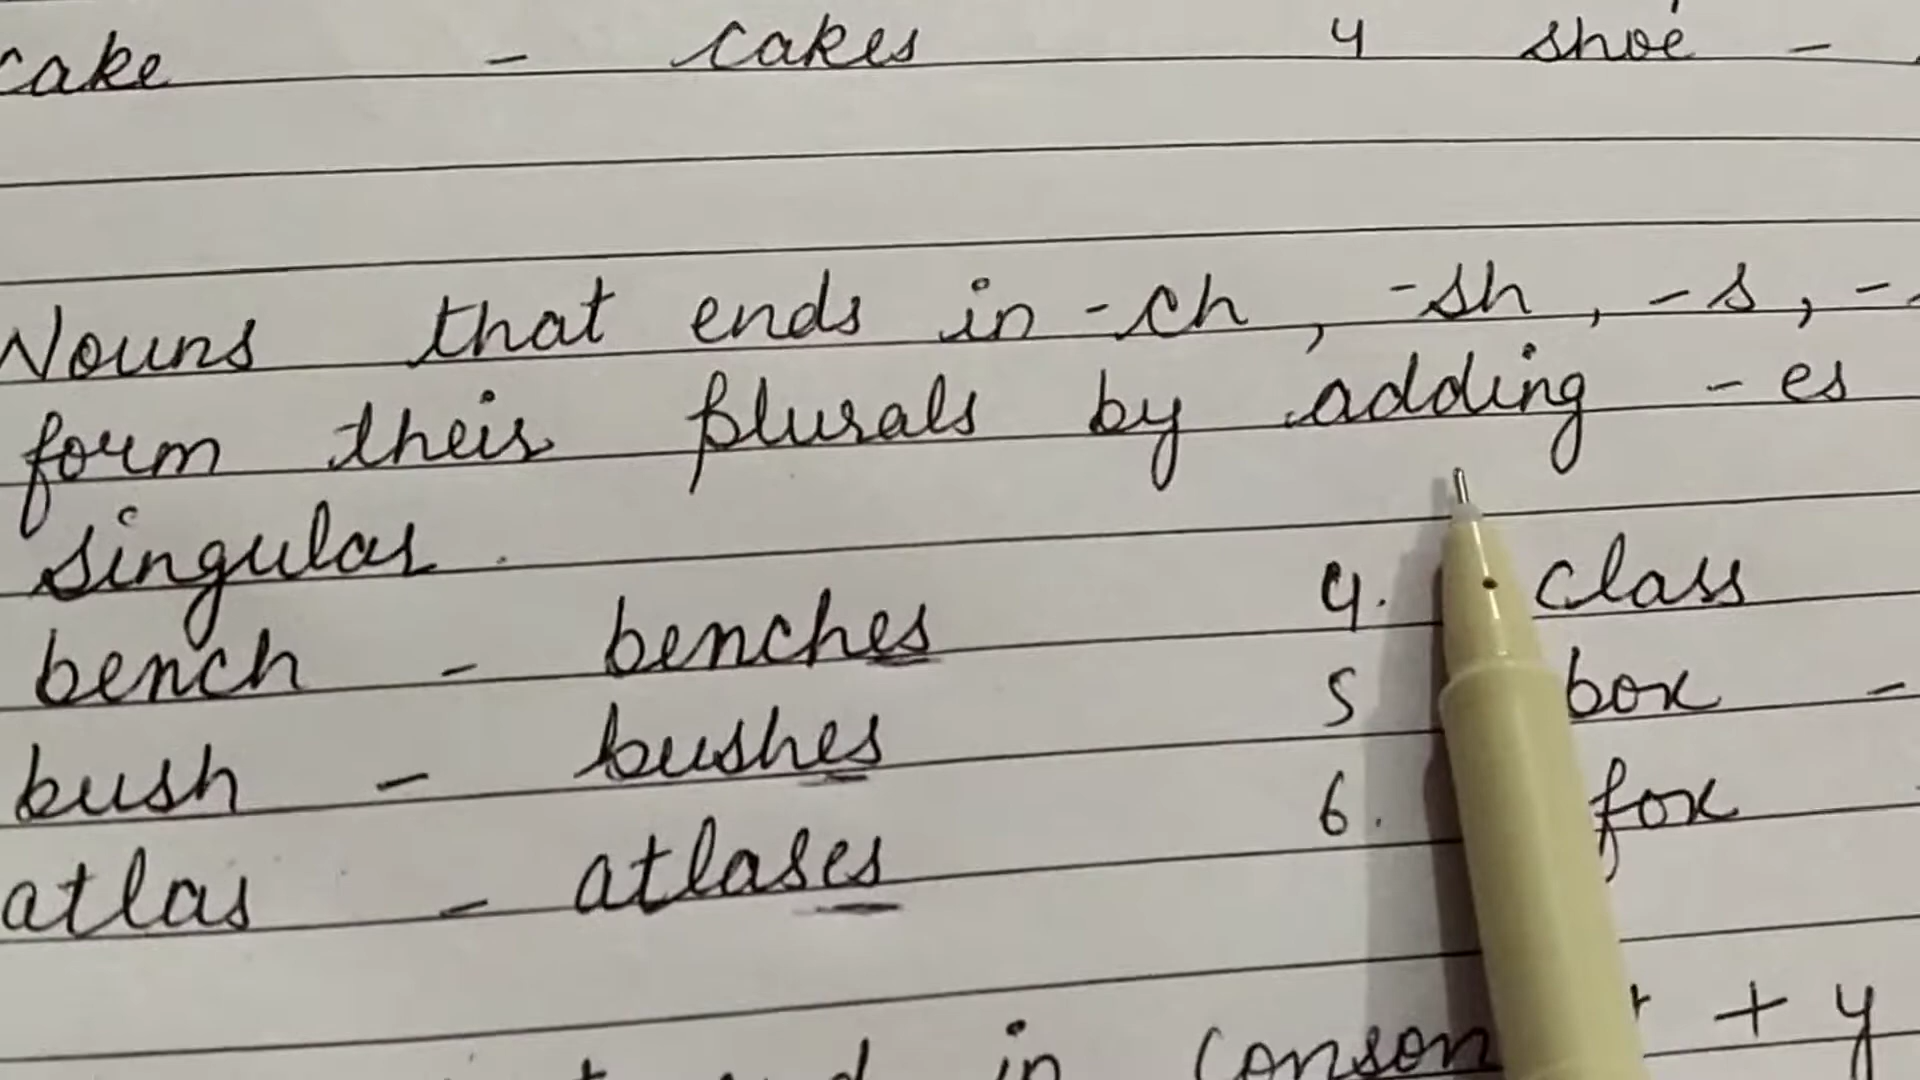 cake - cakes 4 shoe -
Nouns that ends in -ch, -sh, -s, -
form their plurals by adding -es
singular.
bench - benches 4. class
bush - bushes 5 box -
atlas - atlases 6. fox
in + y